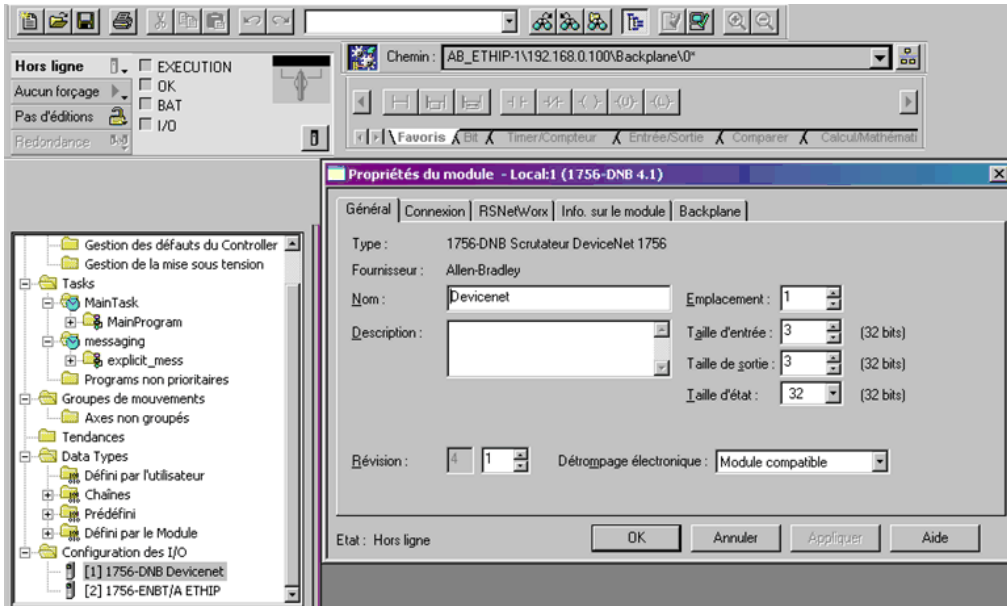 Hors ligne
EXECUTION
Aucun forçage
OK
BAT
Pas d'éditions
I/O
Redondance
Chemin : AB_ETHIP-1\192.168.0.100\Backplane\0*
Favoris Bit Timer/Compteur Entrée/Sortie Comparer Calcul/Mathémati
Gestion des défauts du Controller
Gestion de la mise sous tension
Tasks
MainTask
MainProgram
messaging
explicit_mess
Programs non prioritaires
Groupes de mouvements
Axes non groupés
Tendances
Data Types
Défini par l'utilisateur
Chaînes
Prédéfini
Défini par le Module
Configuration des I/O
[1] 1756-DNB Devicenet
[2] 1756-ENBT/A ETHIP
Propriétés du module - Local:1 (1756-DNB 4.1)
Général Connexion RSNetWorx Info. sur le module Backplane
Type : 1756-DNB Scrutateur DeviceNet 1756
Fournisseur : Allen-Bradley
Nom : Devicenet Emplacement : 1
Description : Taille d'entrée : 3 (32 bits)
Taille de sortie : 3 (32 bits)
Taille d'état : 32 (32 bits)
Révision : 4 1 Détrompage électronique : Module compatible
Etat : Hors ligne OK Annuler Appliquer Aide